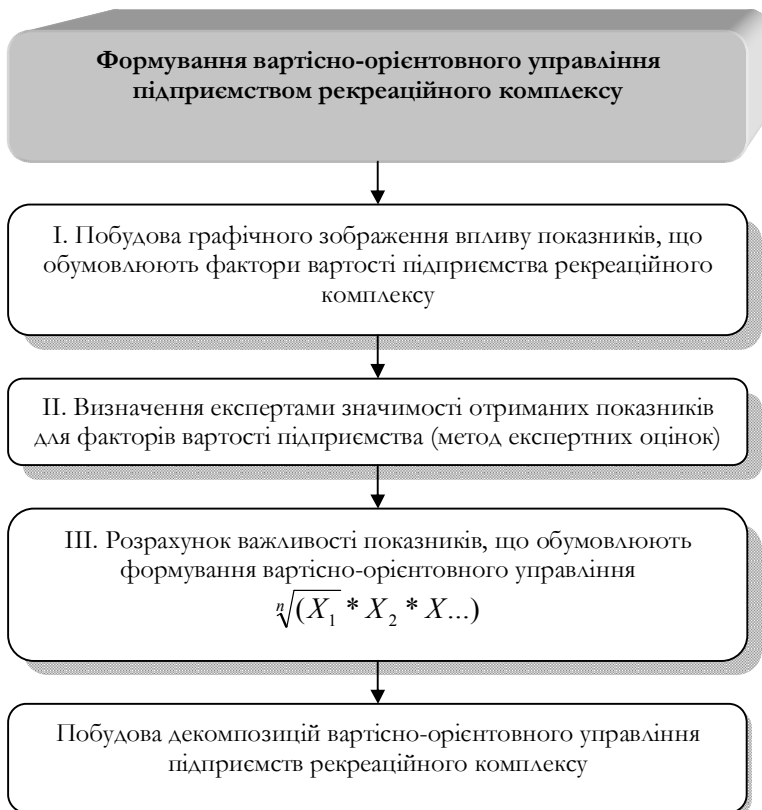 Формування вартісно-орієнтовного управління
підприємством рекреаційного комплексу
I. Побудова графічного зображення впливу показників, що
обумовлюють фактори вартості підприємства рекреаційного
комплексу
II. Визначення експертами значимості отриманих показників
для факторів вартості підприємства (метод експертних оцінок)
III. Розрахунок важливості показників, що обумовлюють
формування вартісно-орієнтовного управління
ⁿ√(X₁ * X₂ * X...)
Побудова декомпозицій вартісно-орієнтовного управління
підприємств рекреаційного комплексу